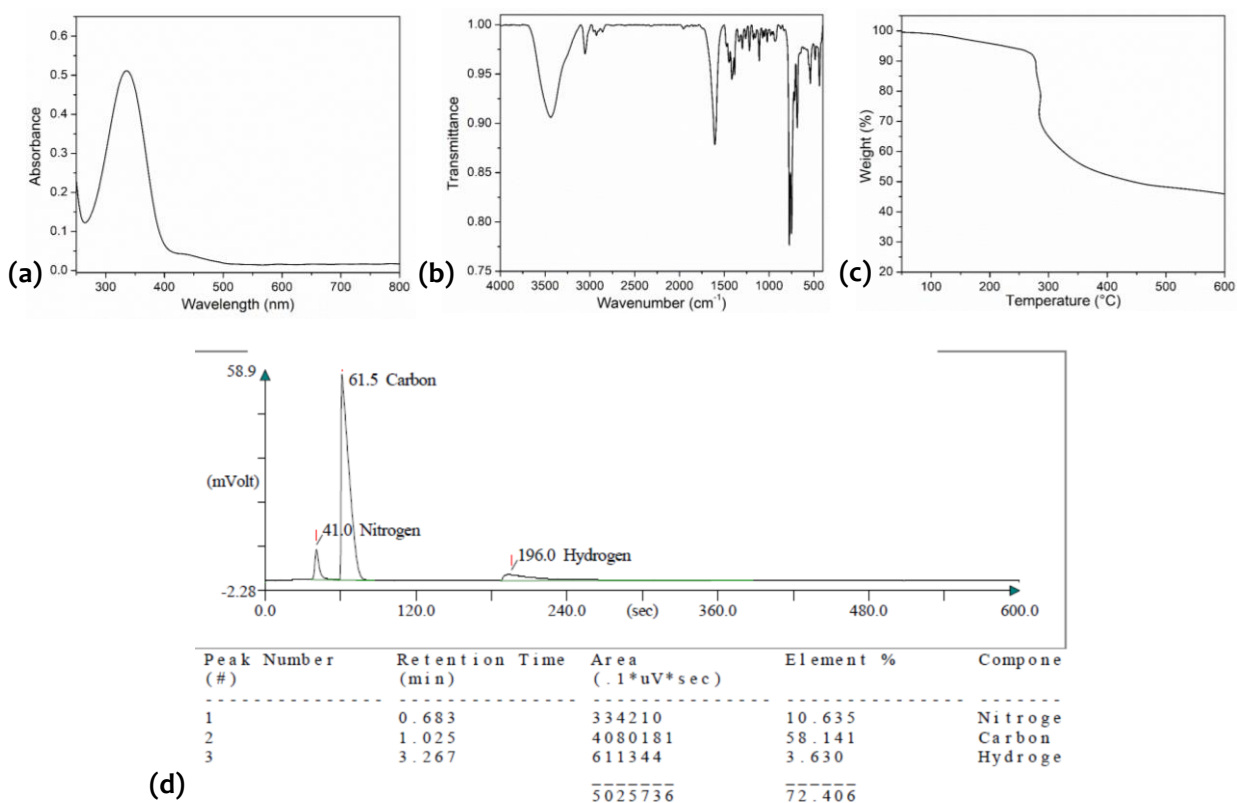 0.6
0.5
0.4
0.3
0.2
0.1
0.0
Absorbance
300 400 500 600 700 800
Wavelength (nm)
(a)
1.00
0.95
0.90
0.85
0.80
0.75
Transmittance
4000 3500 3000 2500 2000 1500 1000 500
Wavenumber (cm⁻¹)
(b)
100
90
80
70
60
50
40
30
20
Weight (%)
100 200 300 400 500 600
Temperature (°C)
(c)
58.9
(mVolt)
-2.28
61.5 Carbon
41.0 Nitrogen
196.0 Hydrogen
0.0 120.0 240.0 (sec) 360.0 480.0 600.0
Peak Number Retention Time Area Element % Compone
(#) (min) (.1*uV*sec)
1 0.683 334210 10.635 Nitroge
2 1.025 4080181 58.141 Carbon
3 3.267 611344 3.630 Hydroge
5025736 72.406
(d)